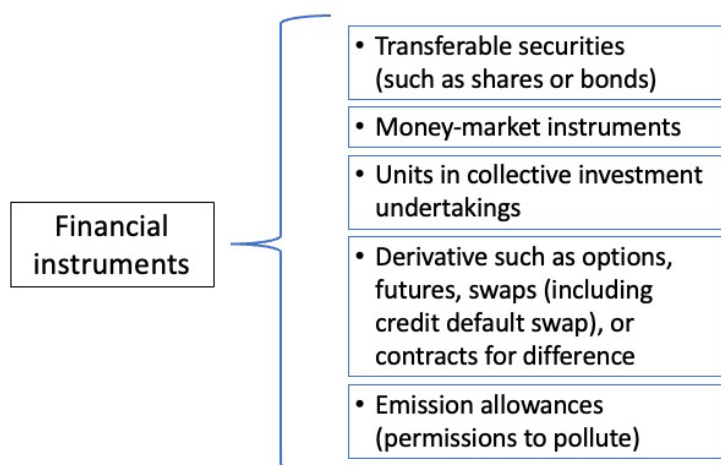 Financial
instruments
• Transferable securities
(such as shares or bonds)
• Money-market instruments
• Units in collective investment
undertakings
• Derivative such as options,
futures, swaps (including
credit default swap), or
contracts for difference
• Emission allowances
(permissions to pollute)